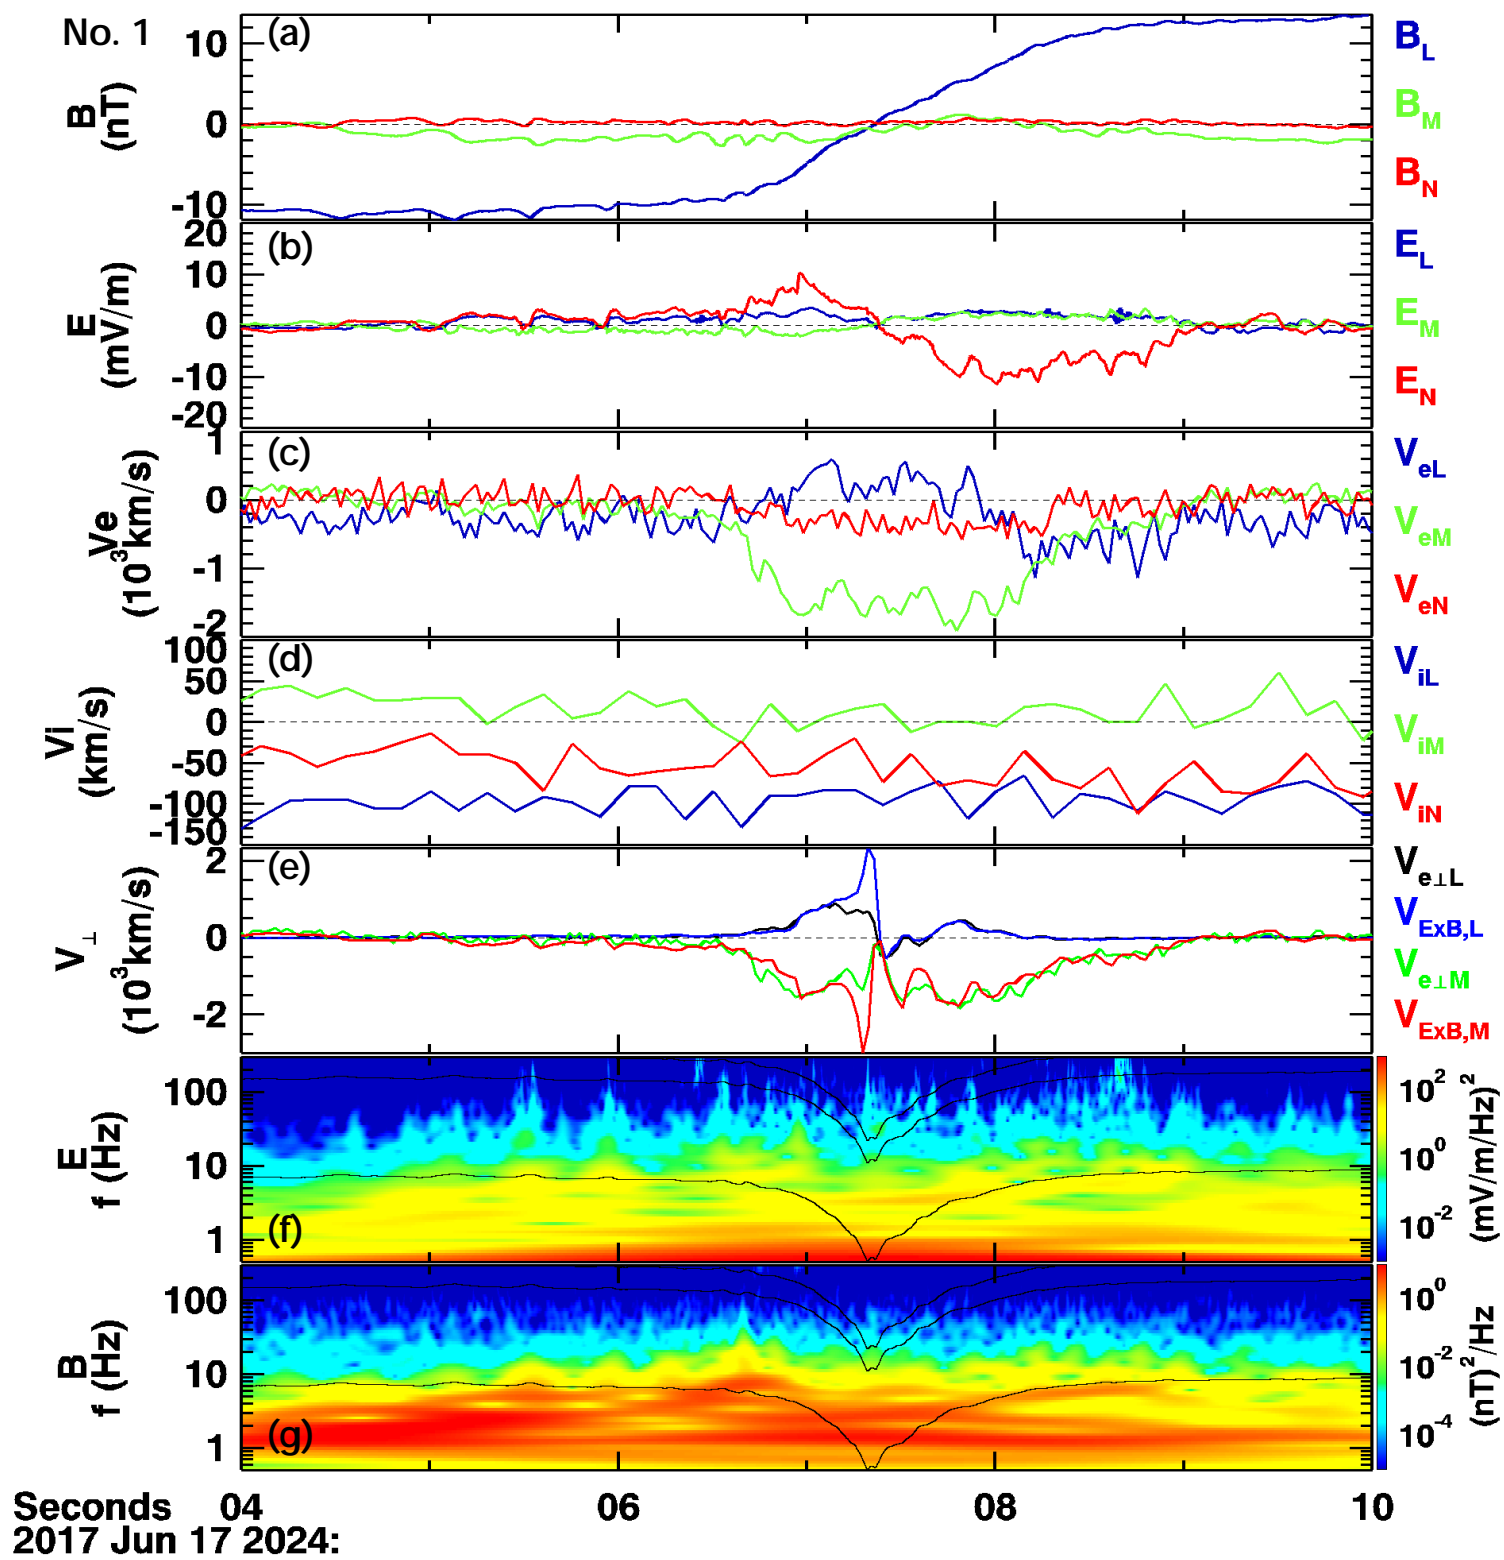 No. 1
(a)
10
0
-10
B
(nT)
B_L
B_M
B_N
(b)
20
10
0
-10
-20
E
(mV/m)
E_L
E_M
E_N
(c)
1
0
-1
-2
Ve
(10³km/s)
V_eL
V_eM
V_eN
(d)
100
50
0
-50
-100
-150
Vi
(km/s)
V_iL
V_iM
V_iN
(e)
2
0
-2
V_⊥
(10³km/s)
V_e⊥L
V_ExB,L
V_e⊥M
V_ExB,M
(f)
100
10
1
E
f (Hz)
10²
10⁰
10⁻²
(mV/m/Hz)²
(g)
100
10
1
B
f (Hz)
10⁰
10⁻²
10⁻⁴
(nT)²/Hz
Seconds 04 06 08 10
2017 Jun 17 2024: